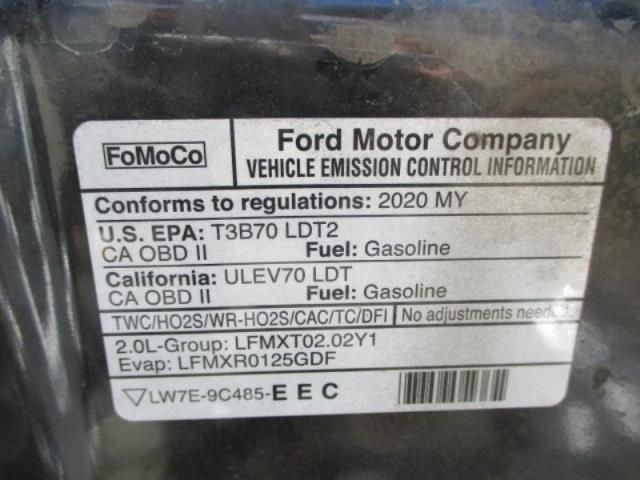 FoMoCo
Ford Motor Company
VEHICLE EMISSION CONTROL INFORMATION
Conforms to regulations: 2020 MY
U.S. EPA: T3B70 LDT2
CA OBD II Fuel: Gasoline
California: ULEV70 LDT
CA OBD II Fuel: Gasoline
TWC/HO2S/WR-HO2S/CAC/TC/DFI No adjustments needed.
2.0L-Group: LFMXT02.02Y1
Evap: LFMXR0125GDF
LW7E-9C485-E E C